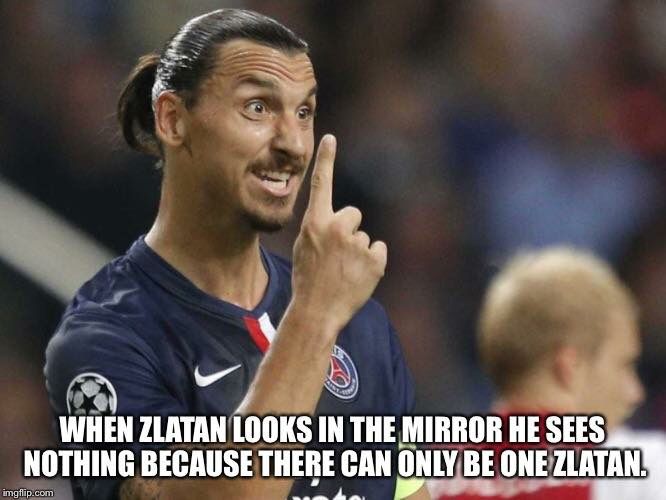 WHEN ZLATAN LOOKS IN THE MIRROR HE SEES
NOTHING BECAUSE THERE CAN ONLY BE ONE ZLATAN.
imgflip.com